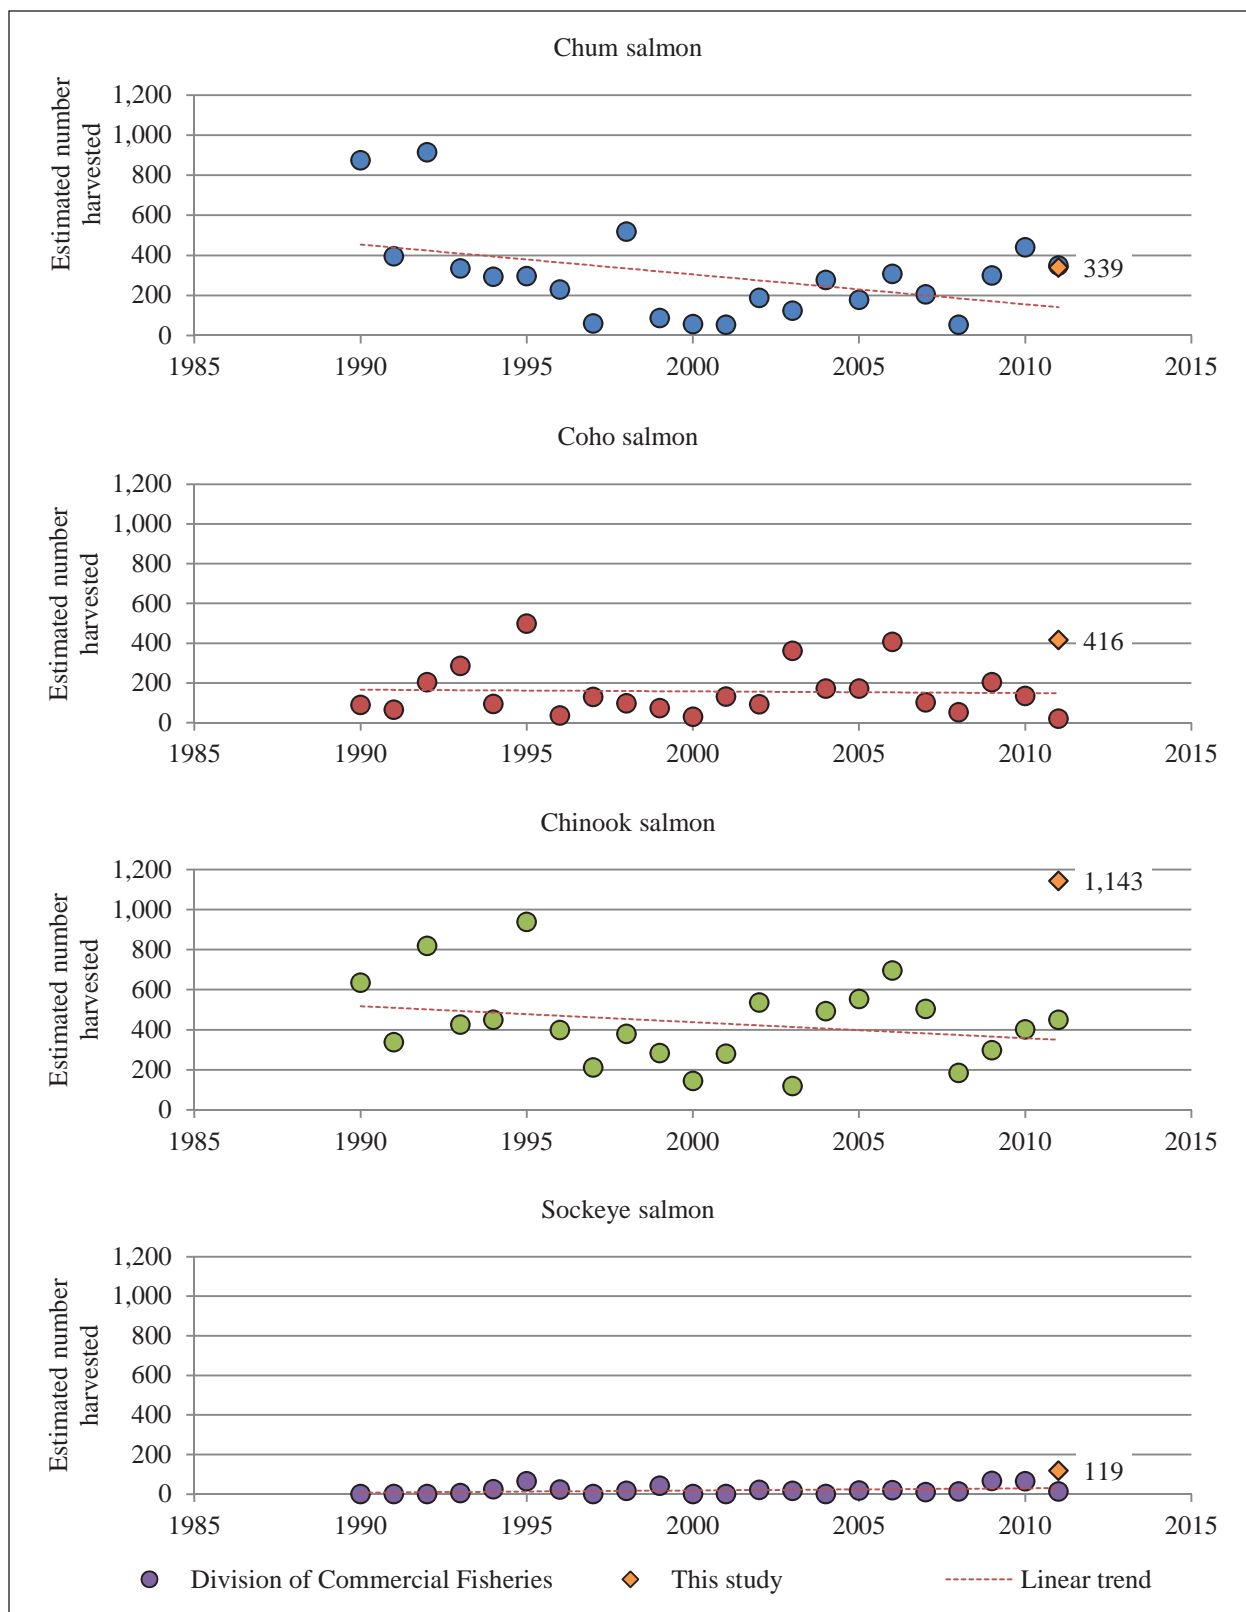 Chum salmon
Estimated number
harvested
1,200
1,000
800
600
400
200
0
339
1985 1990 1995 2000 2005 2010 2015
Coho salmon
Estimated number
harvested
1,200
1,000
800
600
400
200
0
416
1985 1990 1995 2000 2005 2010 2015
Chinook salmon
Estimated number
harvested
1,200
1,000
800
600
400
200
0
1,143
1985 1990 1995 2000 2005 2010 2015
Sockeye salmon
Estimated number
harvested
1,200
1,000
800
600
400
200
0
119
1985 1990 1995 2000 2005 2010 2015
Division of Commercial Fisheries This study Linear trend